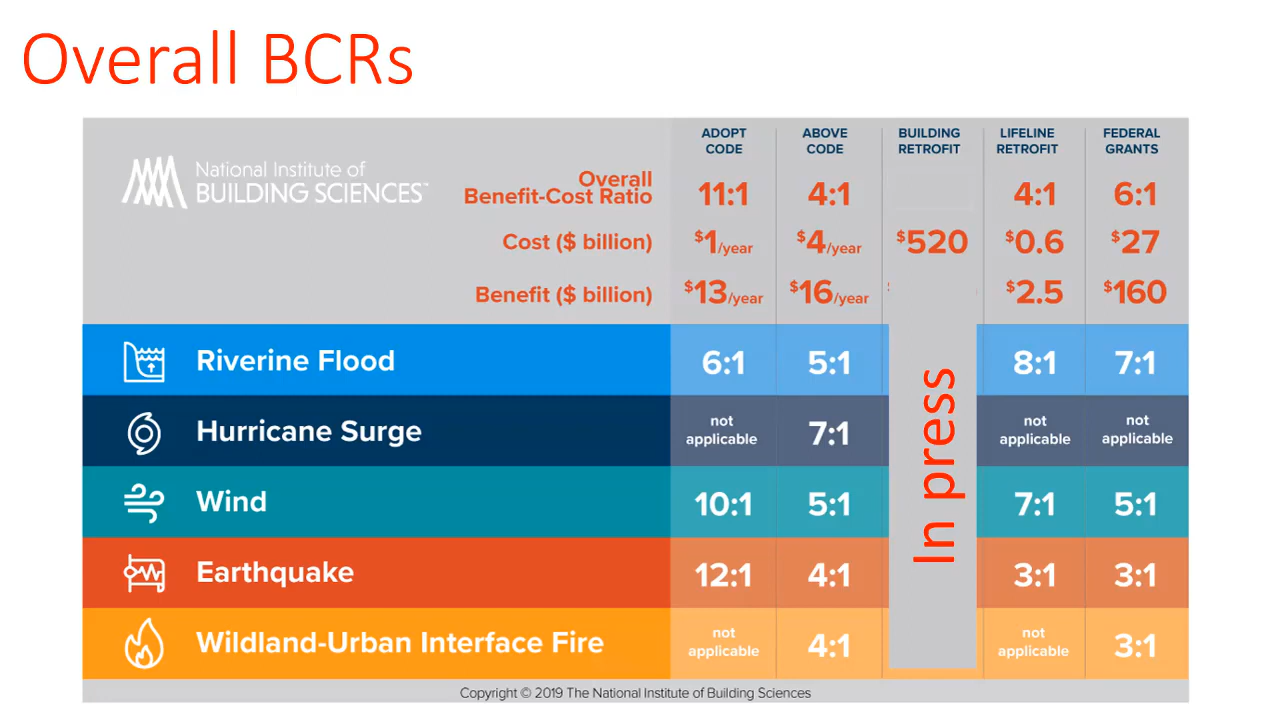 Overall BCRs
National Institute of
BUILDING SCIENCES™
ADOPT CODE
ABOVE CODE
BUILDING RETROFIT
LIFELINE RETROFIT
FEDERAL GRANTS
Overall Benefit-Cost Ratio 11:1 4:1 4:1 6:1
Cost ($ billion) $1/year $4/year $520 $0.6 $27
Benefit ($ billion) $13/year $16/year $2.5 $160
Riverine Flood 6:1 5:1 8:1 7:1
Hurricane Surge not applicable 7:1 not applicable not applicable
Wind 10:1 5:1 7:1 5:1
Earthquake 12:1 4:1 3:1 3:1
Wildland-Urban Interface Fire not applicable 4:1 not applicable 3:1
In press
Copyright © 2019 The National Institute of Building Sciences